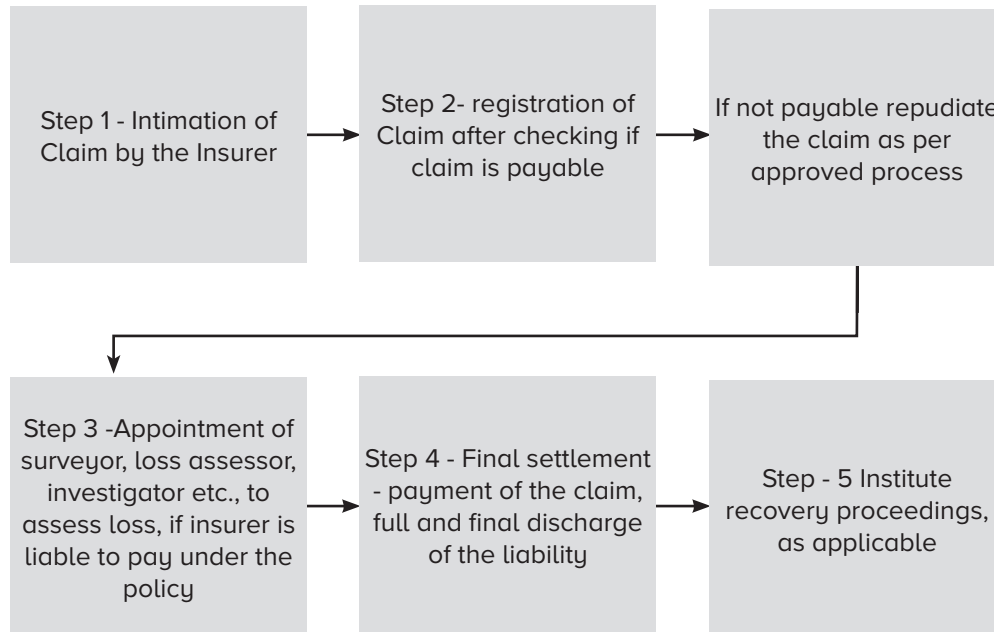 Step 1 - Intimation of
Claim by the Insurer
Step 2- registration of
Claim after checking if
claim is payable
If not payable repudiate
the claim as per
approved process
Step 3 -Appointment of
surveyor, loss assessor,
investigator etc., to
assess loss, if insurer is
liable to pay under the
policy
Step 4 - Final settlement
- payment of the claim,
full and final discharge
of the liability
Step - 5 Institute
recovery proceedings,
as applicable